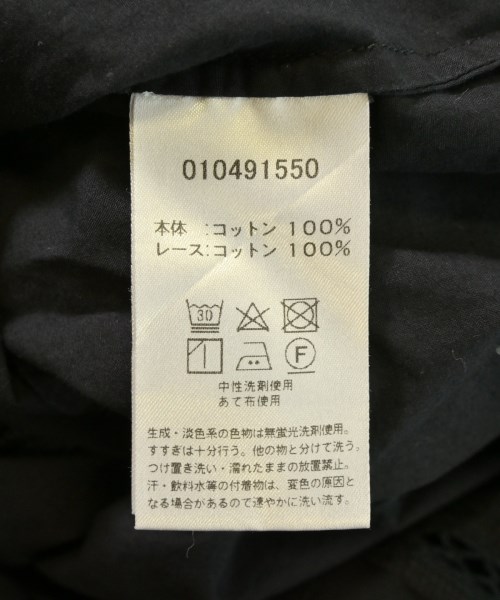 010491550
本体 :コットン 100%
レース:コットン 100%
30
F
中性洗剤使用
あて布使用
生成・淡色系の色物は無蛍光洗剤使用。
すすぎは十分行う。他の物と分けて洗う。
つけ置き洗い・濡れたままの放置禁止。
汗・飲料水等の付着物は、変色の原因と
なる場合があるので速やかに洗い流す。